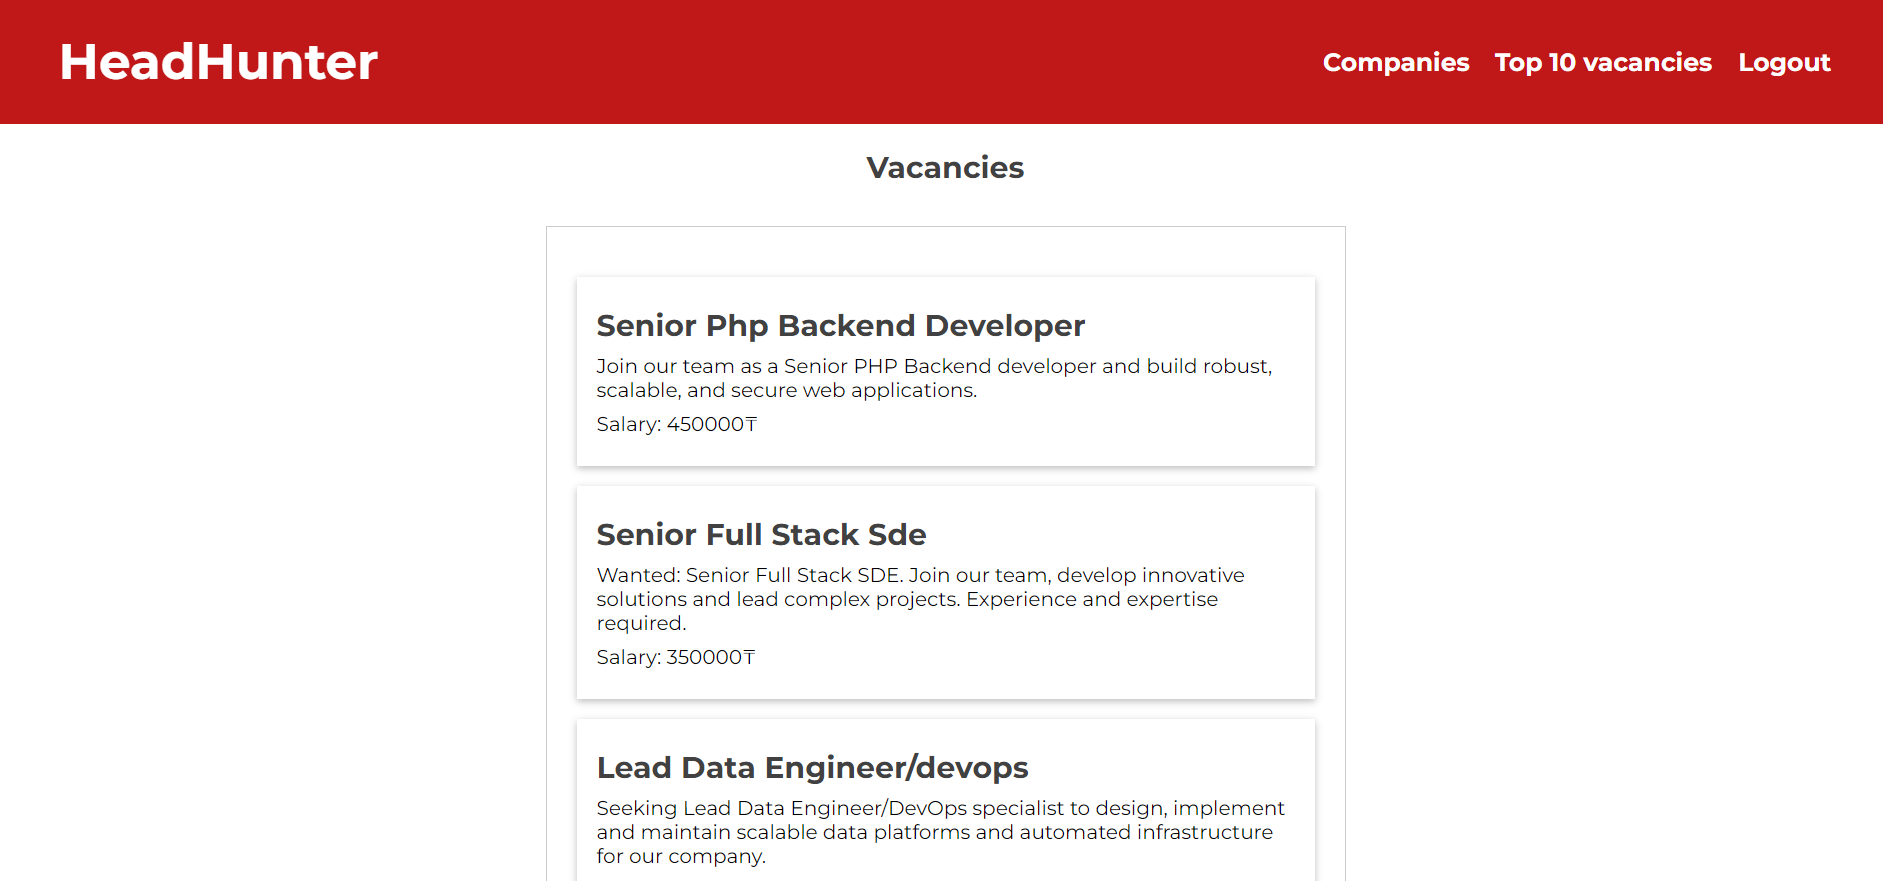 HeadHunter
Companies Top 10 vacancies Logout
Vacancies
Senior Php Backend Developer
Join our team as a Senior PHP Backend developer and build robust,
scalable, and secure web applications.
Salary: 450000₸
Senior Full Stack Sde
Wanted: Senior Full Stack SDE. Join our team, develop innovative
solutions and lead complex projects. Experience and expertise
required.
Salary: 350000₸
Lead Data Engineer/devops
Seeking Lead Data Engineer/DevOps specialist to design, implement
and maintain scalable data platforms and automated infrastructure
for our company.